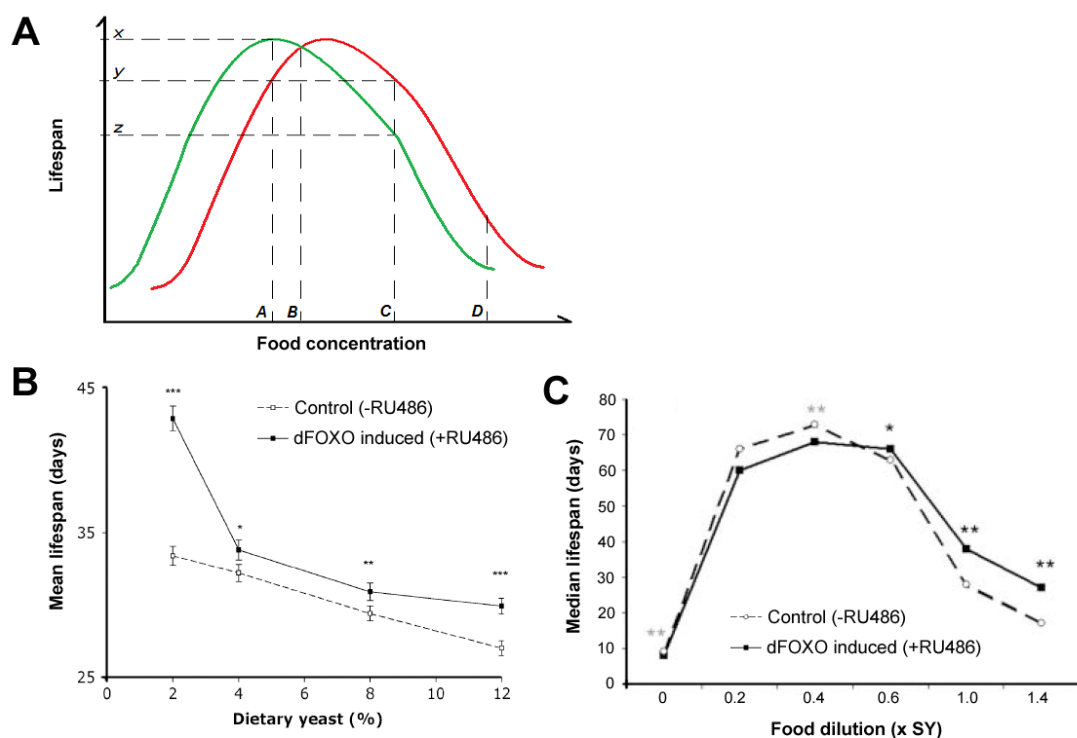 A
x
y
z
Lifespan
A B C D
Food concentration
B
45
35
25
***
*
**
***
Control (-RU486)
dFOXO induced (+RU486)
Mean lifespan (days)
0 2 4 6 8 10 12
Dietary yeast (%)
C
80
70
60
50
40
30
20
10
0
**
**
*
**
**
Control (-RU486)
dFOXO induced (+RU486)
Median lifespan (days)
0 0.2 0.4 0.6 1.0 1.4
Food dilution (x SY)